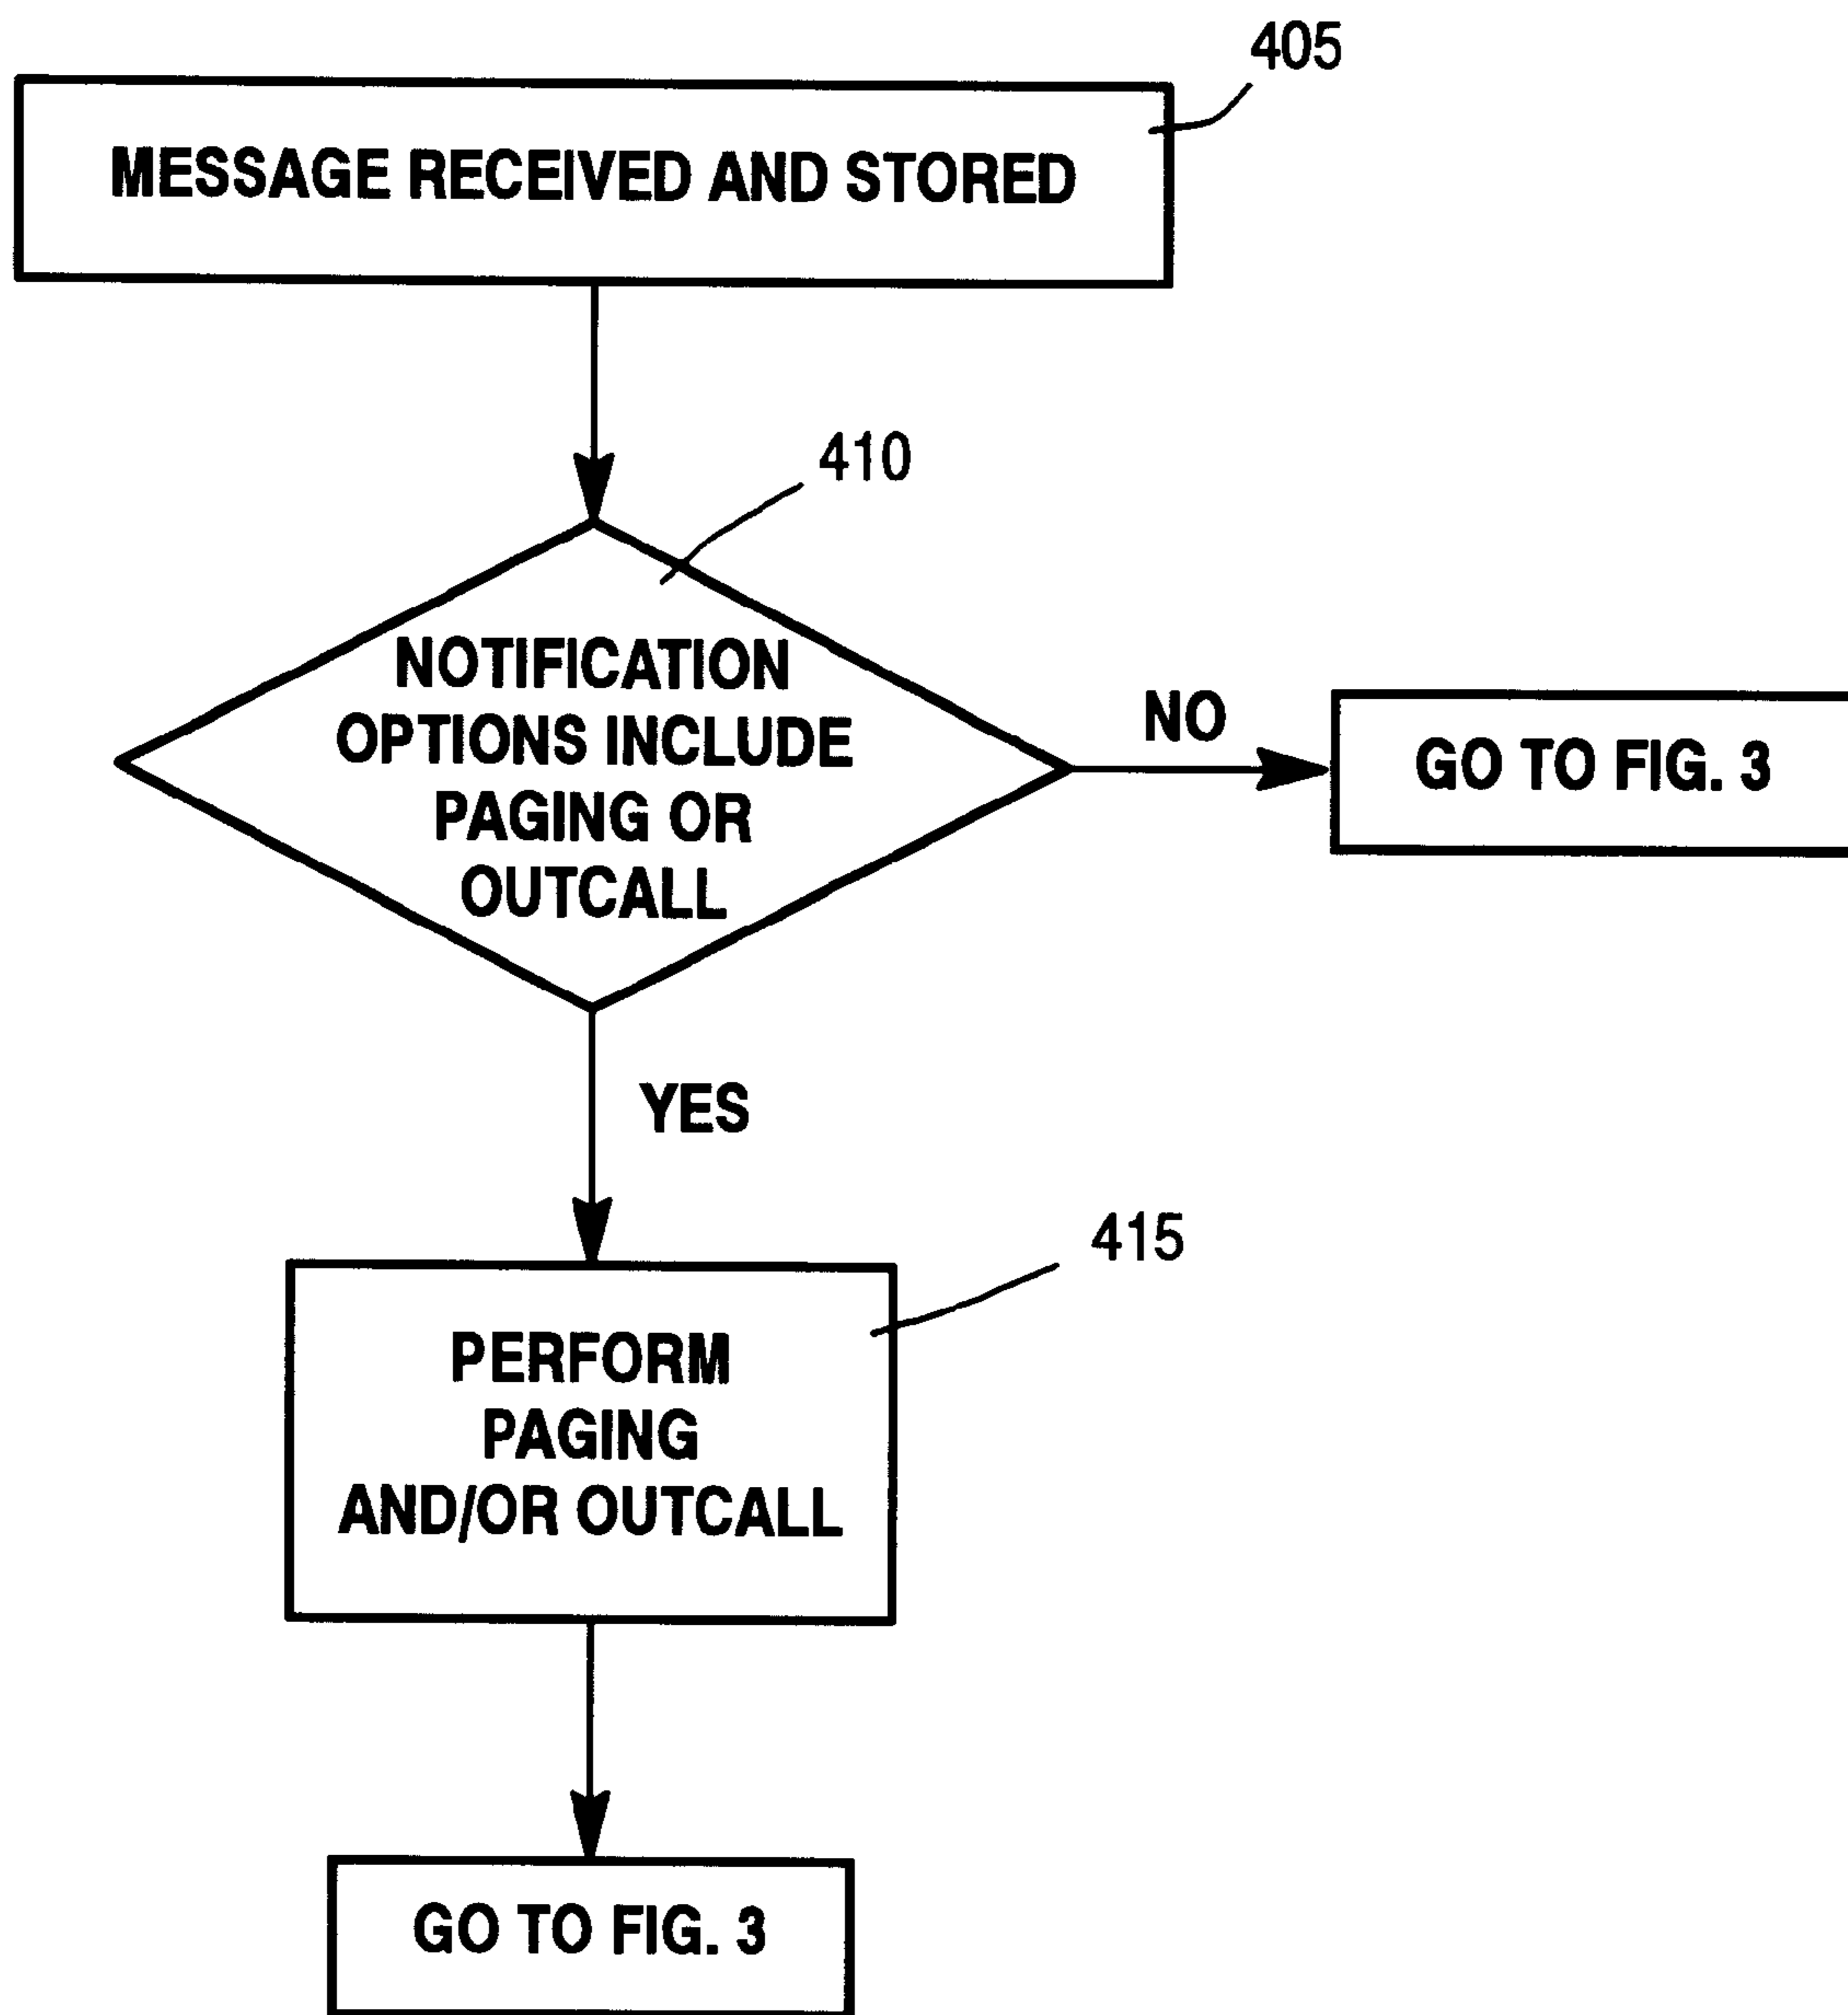 405
MESSAGE RECEIVED AND STORED
410
NOTIFICATION
OPTIONS INCLUDE
PAGING OR
OUTCALL
NO
GO TO FIG. 3
YES
415
PERFORM
PAGING
AND/OR OUTCALL
GO TO FIG. 3